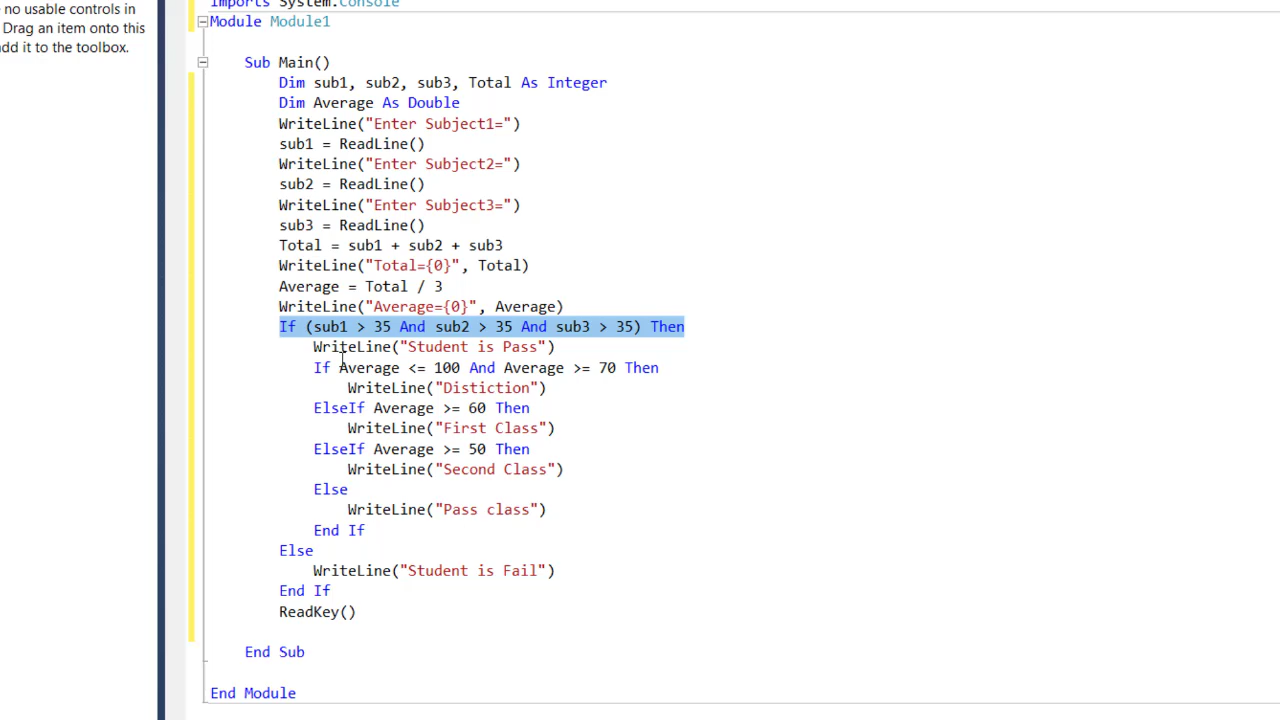 no usable controls in
Drag an item onto this
add it to the toolbox.
Imports System.Console
Module Module1
Sub Main()
Dim sub1, sub2, sub3, Total As Integer
Dim Average As Double
WriteLine("Enter Subject1=")
sub1 = ReadLine()
WriteLine("Enter Subject2=")
sub2 = ReadLine()
WriteLine("Enter Subject3=")
sub3 = ReadLine()
Total = sub1 + sub2 + sub3
WriteLine("Total={0}", Total)
Average = Total / 3
WriteLine("Average={0}", Average)
If (sub1 > 35 And sub2 > 35 And sub3 > 35) Then
WriteLine("Student is Pass")
If Average <= 100 And Average >= 70 Then
WriteLine("Distiction")
ElseIf Average >= 60 Then
WriteLine("First Class")
ElseIf Average >= 50 Then
WriteLine("Second Class")
Else
WriteLine("Pass class")
End If
Else
WriteLine("Student is Fail")
End If
ReadKey()
End Sub
End Module